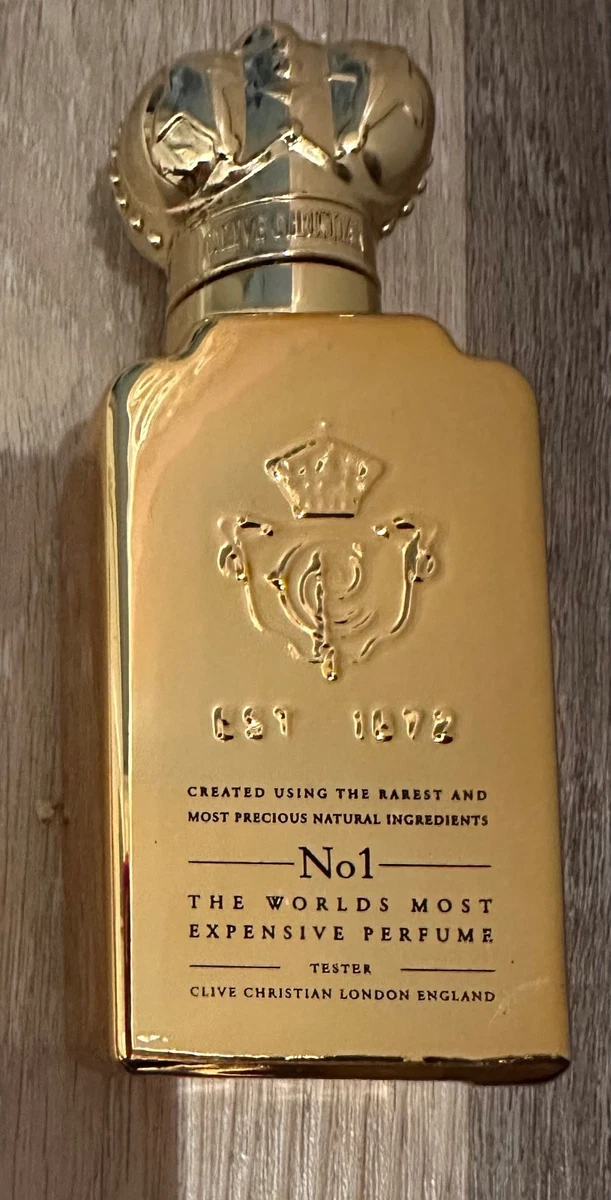 CLIVE CHRISTIAN
EST 1872
CREATED USING THE RAREST AND
MOST PRECIOUS NATURAL INGREDIENTS
No1
THE WORLDS MOST
EXPENSIVE PERFUME
TESTER
CLIVE CHRISTIAN LONDON ENGLAND